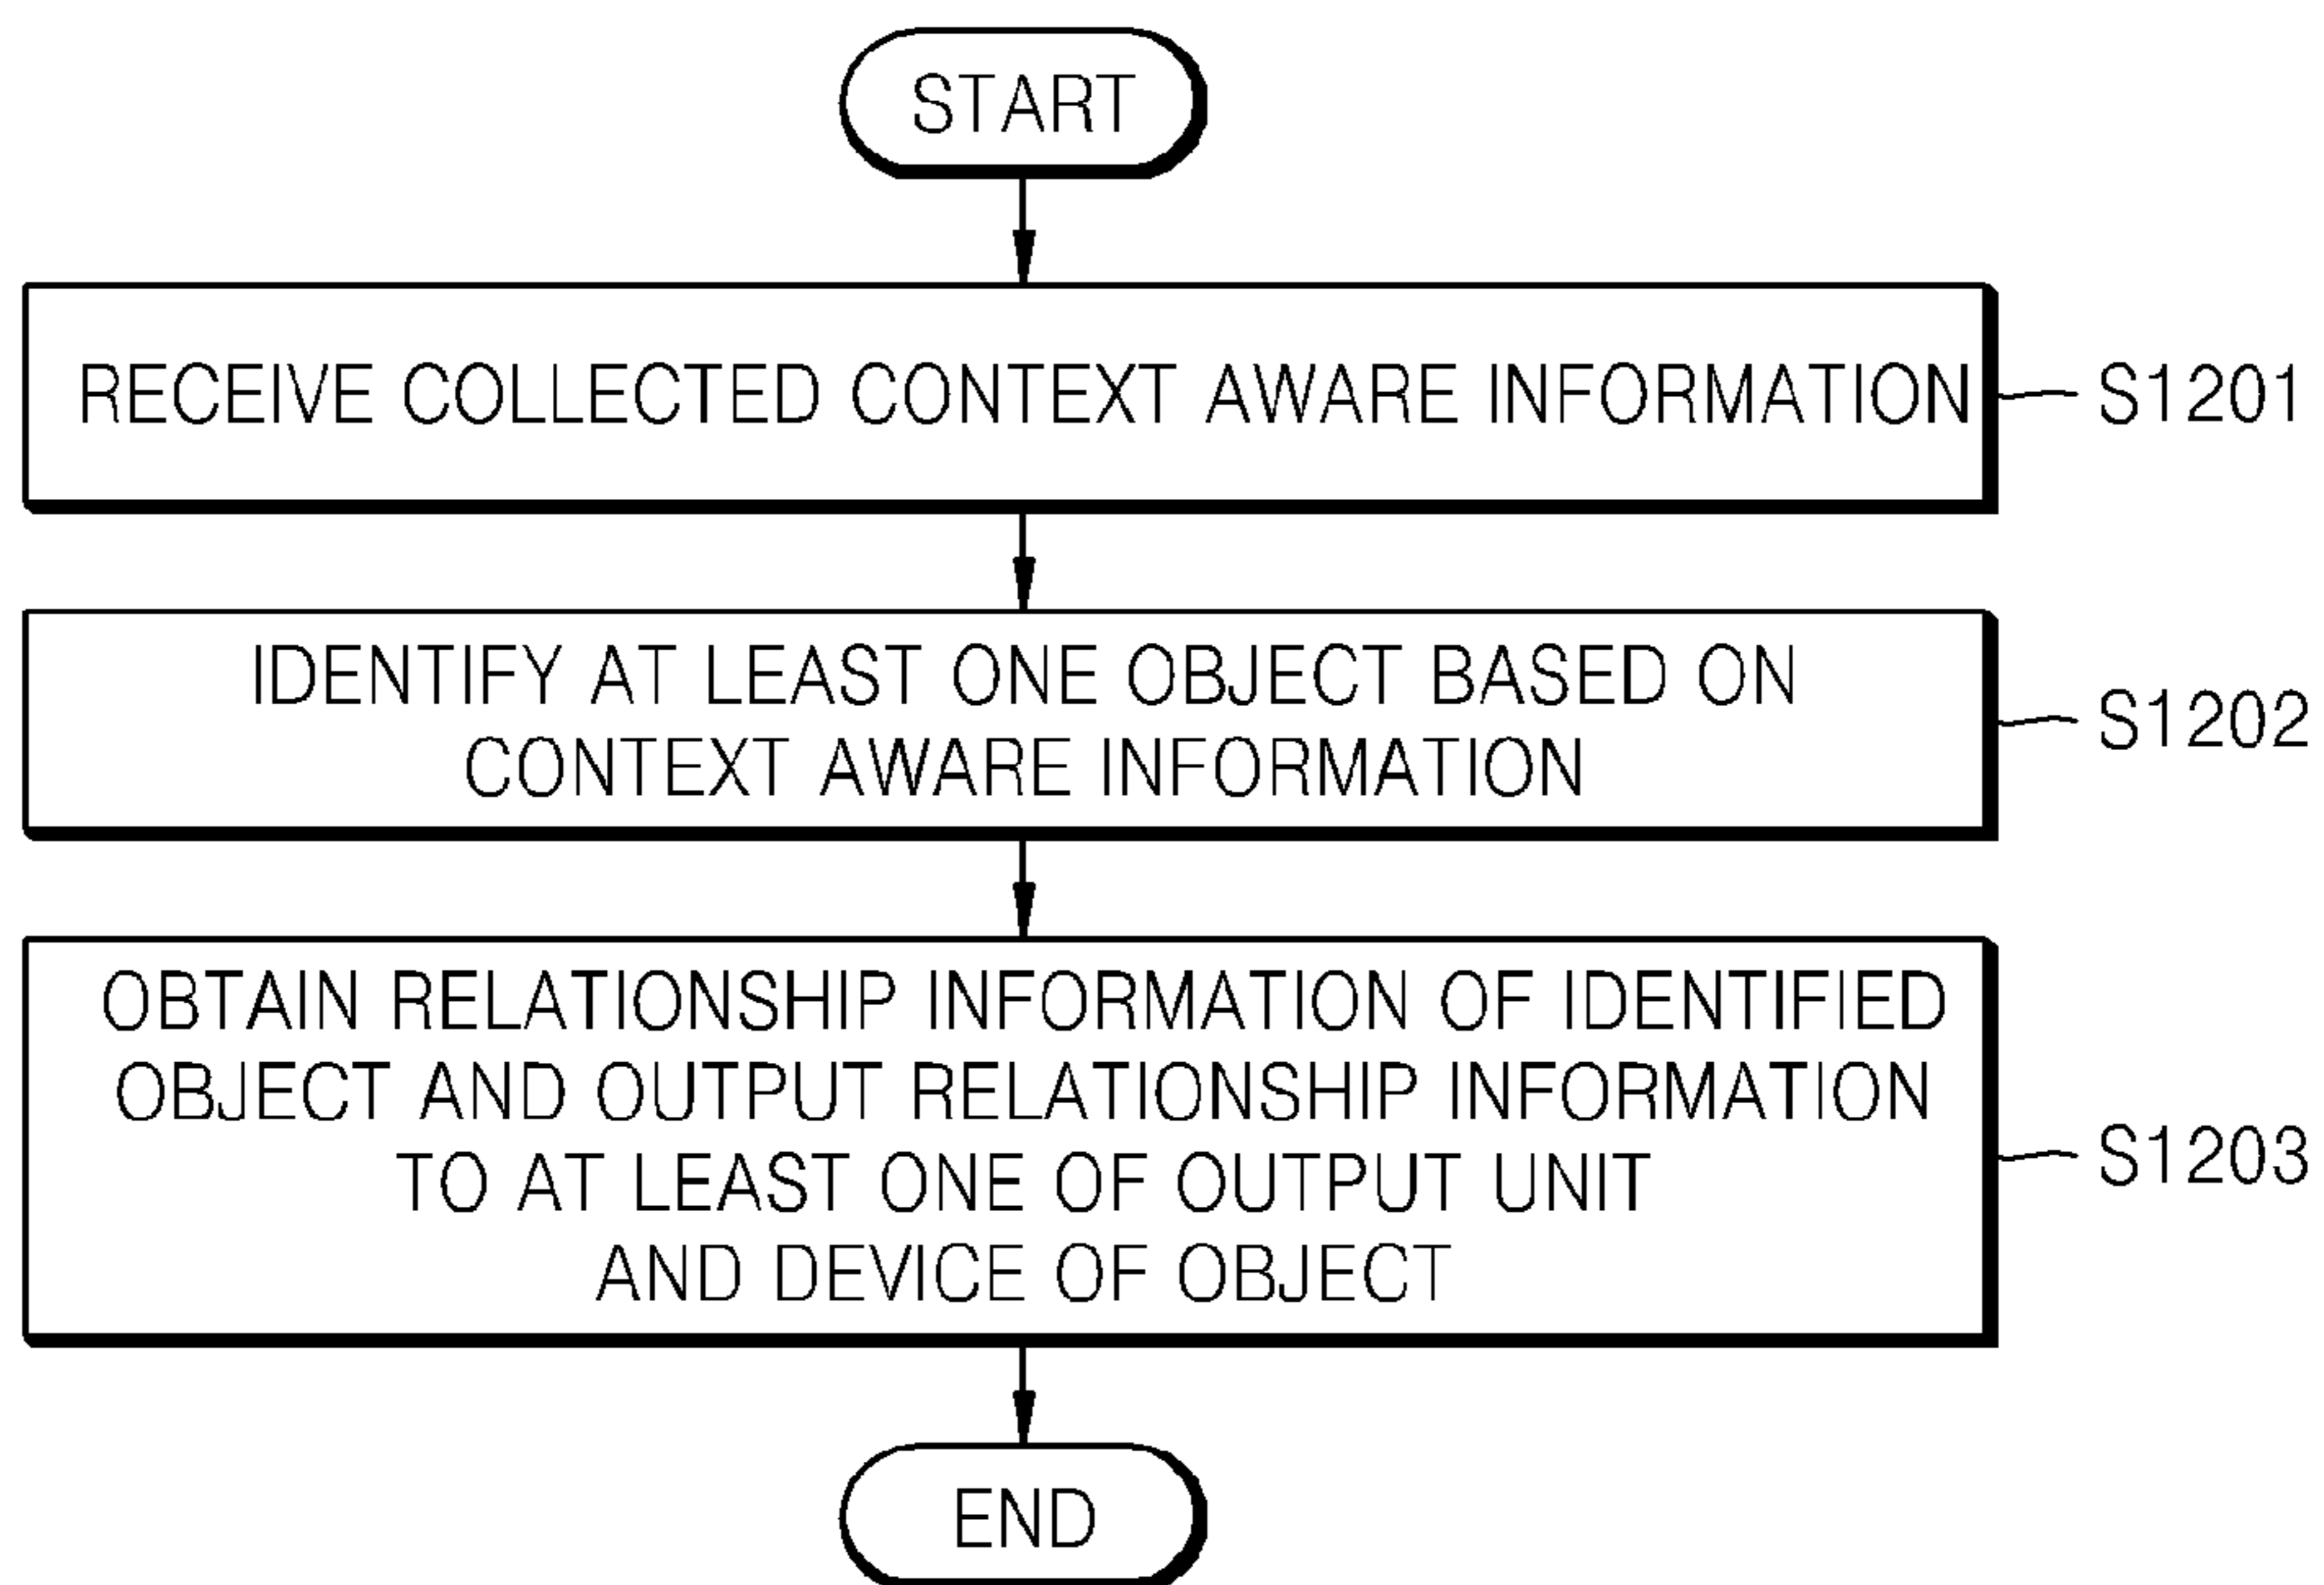 START
RECEIVE COLLECTED CONTEXT AWARE INFORMATION
S1201
IDENTIFY AT LEAST ONE OBJECT BASED ON
CONTEXT AWARE INFORMATION
S1202
OBTAIN RELATIONSHIP INFORMATION OF IDENTIFIED
OBJECT AND OUTPUT RELATIONSHIP INFORMATION
TO AT LEAST ONE OF OUTPUT UNIT
AND DEVICE OF OBJECT
S1203
END